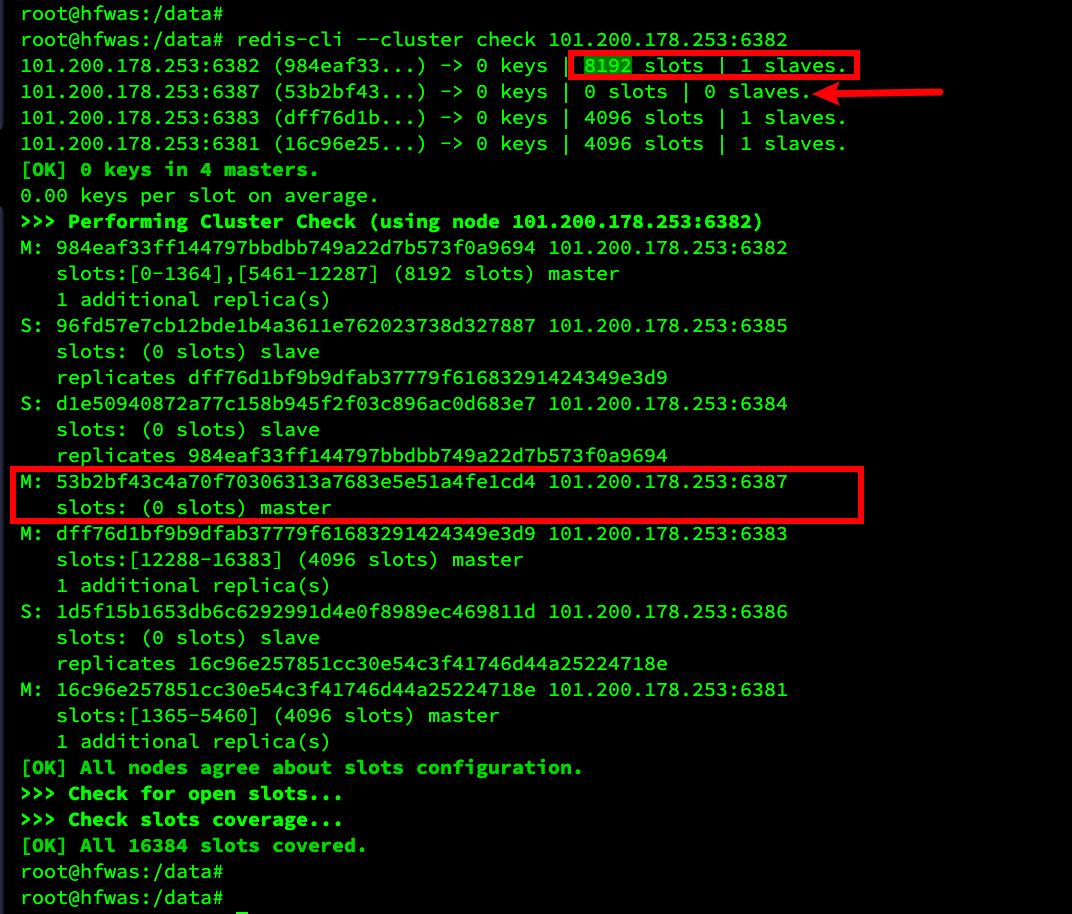 root@hfwas:/data#
root@hfwas:/data# redis-cli --cluster check 101.200.178.253:6382
101.200.178.253:6382 (984eaf33...) -> 0 keys | 8192 slots | 1 slaves.
101.200.178.253:6387 (53b2bf43...) -> 0 keys | 0 slots | 0 slaves.
101.200.178.253:6383 (dff76d1b...) -> 0 keys | 4096 slots | 1 slaves.
101.200.178.253:6381 (16c96e25...) -> 0 keys | 4096 slots | 1 slaves.
[OK] 0 keys in 4 masters.
0.00 keys per slot on average.
>>> Performing Cluster Check (using node 101.200.178.253:6382)
M: 984eaf33ff144797bbdbb749a22d7b573f0a9694 101.200.178.253:6382
   slots:[0-1364],[5461-12287] (8192 slots) master
   1 additional replica(s)
S: 96fd57e7cb12bde1b4a3611e762023738d327887 101.200.178.253:6385
   slots: (0 slots) slave
   replicates dff76d1bf9b9dfab37779f61683291424349e3d9
S: d1e50940872a77c158b945f2f03c896ac0d683e7 101.200.178.253:6384
   slots: (0 slots) slave
   replicates 984eaf33ff144797bbdbb749a22d7b573f0a9694
M: 53b2bf43c4a70f70306313a7683e5e51a4fe1cd4 101.200.178.253:6387
   slots: (0 slots) master
M: dff76d1bf9b9dfab37779f61683291424349e3d9 101.200.178.253:6383
   slots:[12288-16383] (4096 slots) master
   1 additional replica(s)
S: 1d5f15b1653db6c6292991d4e0f8989ec469811d 101.200.178.253:6386
   slots: (0 slots) slave
   replicates 16c96e257851cc30e54c3f41746d44a25224718e
M: 16c96e257851cc30e54c3f41746d44a25224718e 101.200.178.253:6381
   slots:[1365-5460] (4096 slots) master
   1 additional replica(s)
[OK] All nodes agree about slots configuration.
>>> Check for open slots...
>>> Check slots coverage...
[OK] All 16384 slots covered.
root@hfwas:/data#
root@hfwas:/data#